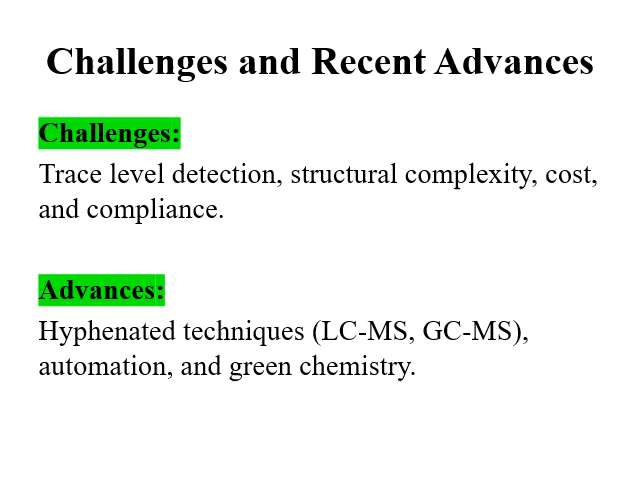 Challenges and Recent Advances
Challenges:
Trace level detection, structural complexity, cost,
and compliance.
Advances:
Hyphenated techniques (LC-MS, GC-MS),
automation, and green chemistry.